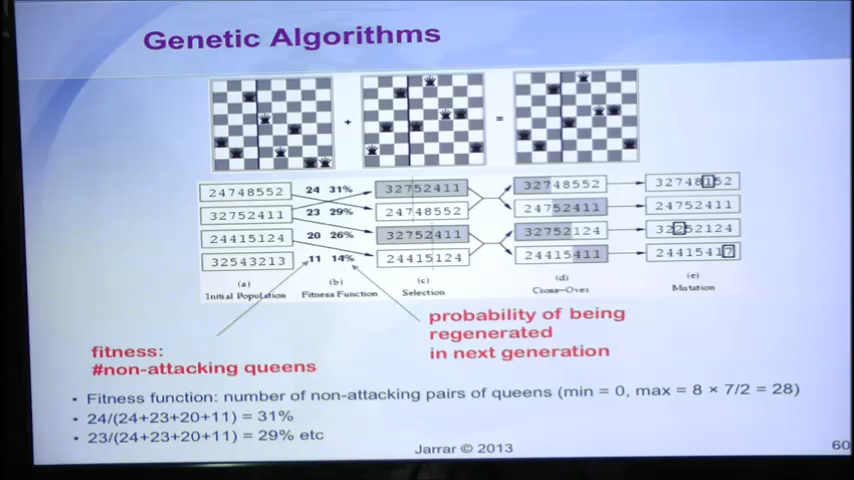 Genetic Algorithms
+
=
24748552 24 31% 32752411 32748552 32748152
32752411 23 29% 24748552 24752411 24752411
24415124 20 26% 32752411 32752124 32252124
32543213 11 14% 24415124 24415411 24415417
(a) (b) (c) (d) (e)
Initial Population Fitness Function Selection Cross-Over Mutation
fitness:
#non-attacking queens
probability of being
regenerated
in next generation
• Fitness function: number of non-attacking pairs of queens (min = 0, max = 8 × 7/2 = 28)
• 24/(24+23+20+11) = 31%
• 23/(24+23+20+11) = 29% etc
Jarrar © 2013
60